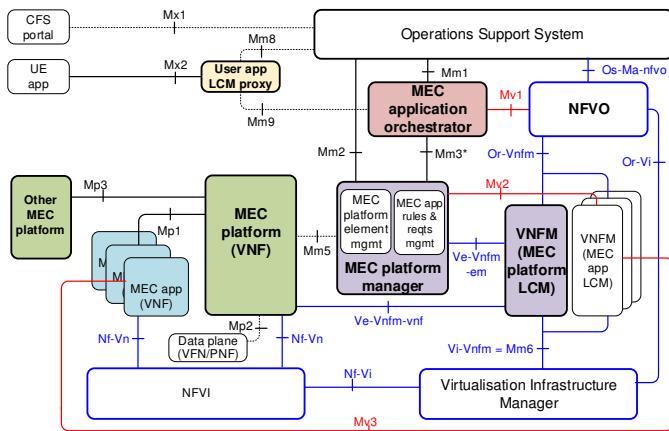 CFS
portal
Mx1
Operations Support System
Mm8
UE
app
Mx2
User app
LCM proxy
Mm1
Os-Ma-nfvo
Mm9
MEC
application
orchestrator
Mv1
NFVO
Mm2
Mm3*
Or-Vnfm
Or-Vi
Other
MEC
platform
Mp3
MEC
platform
(VNF)
Mp1
Mm5
MEC
platform
element
mgmt
MEC app
rules &
reqts
mgmt
MEC platform
manager
Mv2
Ve-Vnfm
-em
VNFM
(MEC
platform
LCM)
VNFM
(MEC
app
LCM)
M
M
MEC app
(VNF)
Ve-Vnfm-vnf
Mp2
Nf-Vn
Data plane
(VFN/PNF)
Nf-Vn
Vi-Vnfm = Mm6
NFVI
Nf-Vi
Virtualisation Infrastructure
Manager
Mv3